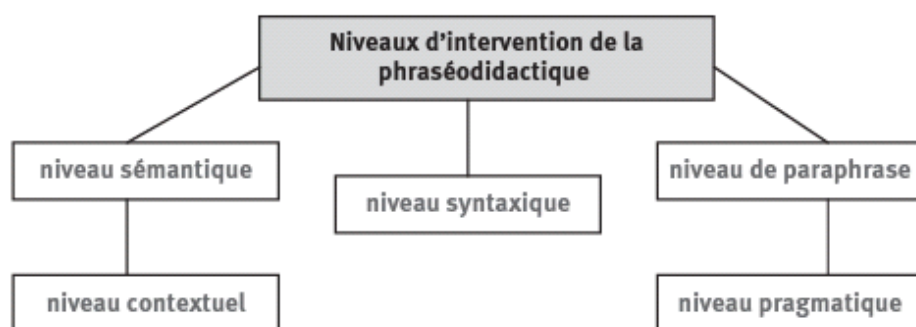 Niveaux d'intervention de la
phraséodidactique
niveau sémantique
niveau de paraphrase
niveau syntaxique
niveau contextuel
niveau pragmatique